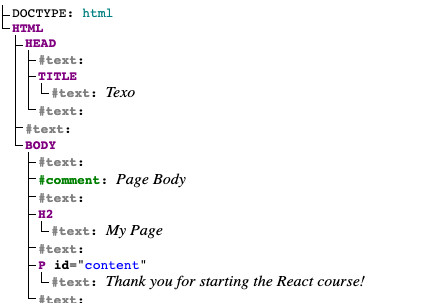 DOCTYPE: html
HTML
HEAD
#text:
TITLE
#text: Texo
#text:
#text:
BODY
#text:
#comment: Page Body
#text:
H2
#text: My Page
#text:
P id="content"
#text: Thank you for starting the React course!
#text: